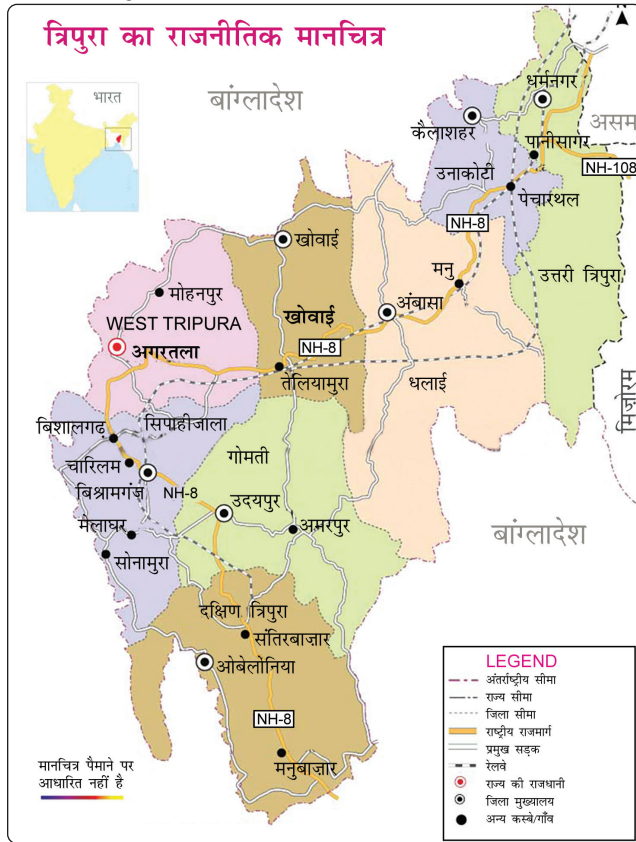 त्रिपुरा का राजनीतिक मानचित्र
भारत
बांग्लादेश
N
धर्मनगर
कैलाशहर
असम
पानीसागर
उनाकोटी
NH-108
पेचारथल
NH-8
खोवाई
उत्तरी त्रिपुरा
मनु
मोहनपुर
अंबासा
खोवाई
WEST TRIPURA
अगरतला
NH-8
तेलियामुरा
धलाई
मिज़ोरम
सिपाहीजाला
बिशालगढ
गोमती
चारिलम
बिश्रामगंज़
NH-8
उदयपुर
अमरपुर
बांग्लादेश
मेलाघर
सोनामुरा
दक्षिण त्रिपुरा
संतिरबाजार
ओबेलोनिया
NH-8
मनुबाज़ार
मानचित्र पैमाने पर
आधारित नहीं है
LEGEND
अंतर्राष्ट्रीय सीमा
राज्य सीमा
जिला सीमा
राष्ट्रीय राजमार्ग
प्रमुख सड़क
रेलवे
राज्य की राजधानी
जिला मुख्यालय
अन्य कस्बे/गाँव